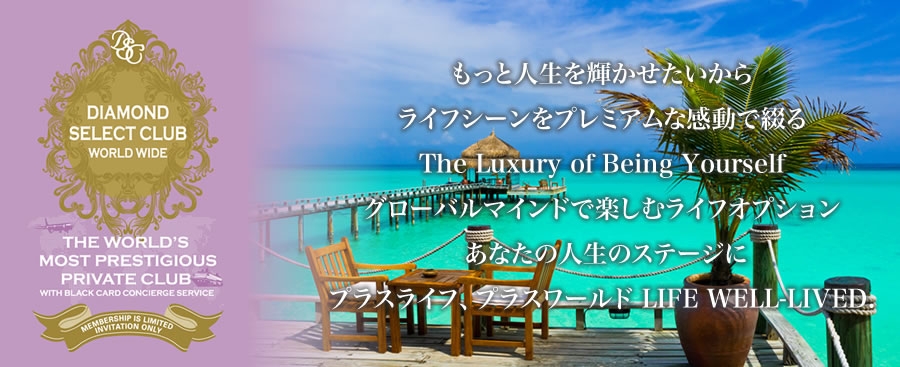 DSC
DIAMOND
SELECT CLUB
WORLD WIDE
THE WORLD'S
MOST PRESTIGIOUS
PRIVATE CLUB
WITH BLACK CARD CONCIERGE SERVICE
MEMBERSHIP IS LIMITED
INVITATION ONLY
もっと人生を輝かせたいから
ライフシーンをプレミアムな感動で綴る
The Luxury of Being Yourself
グローバルマインドで楽しむライフオプション
あなたの人生のステージに
プラスライフ、プラスワールド LIFE WELL-LIVED.